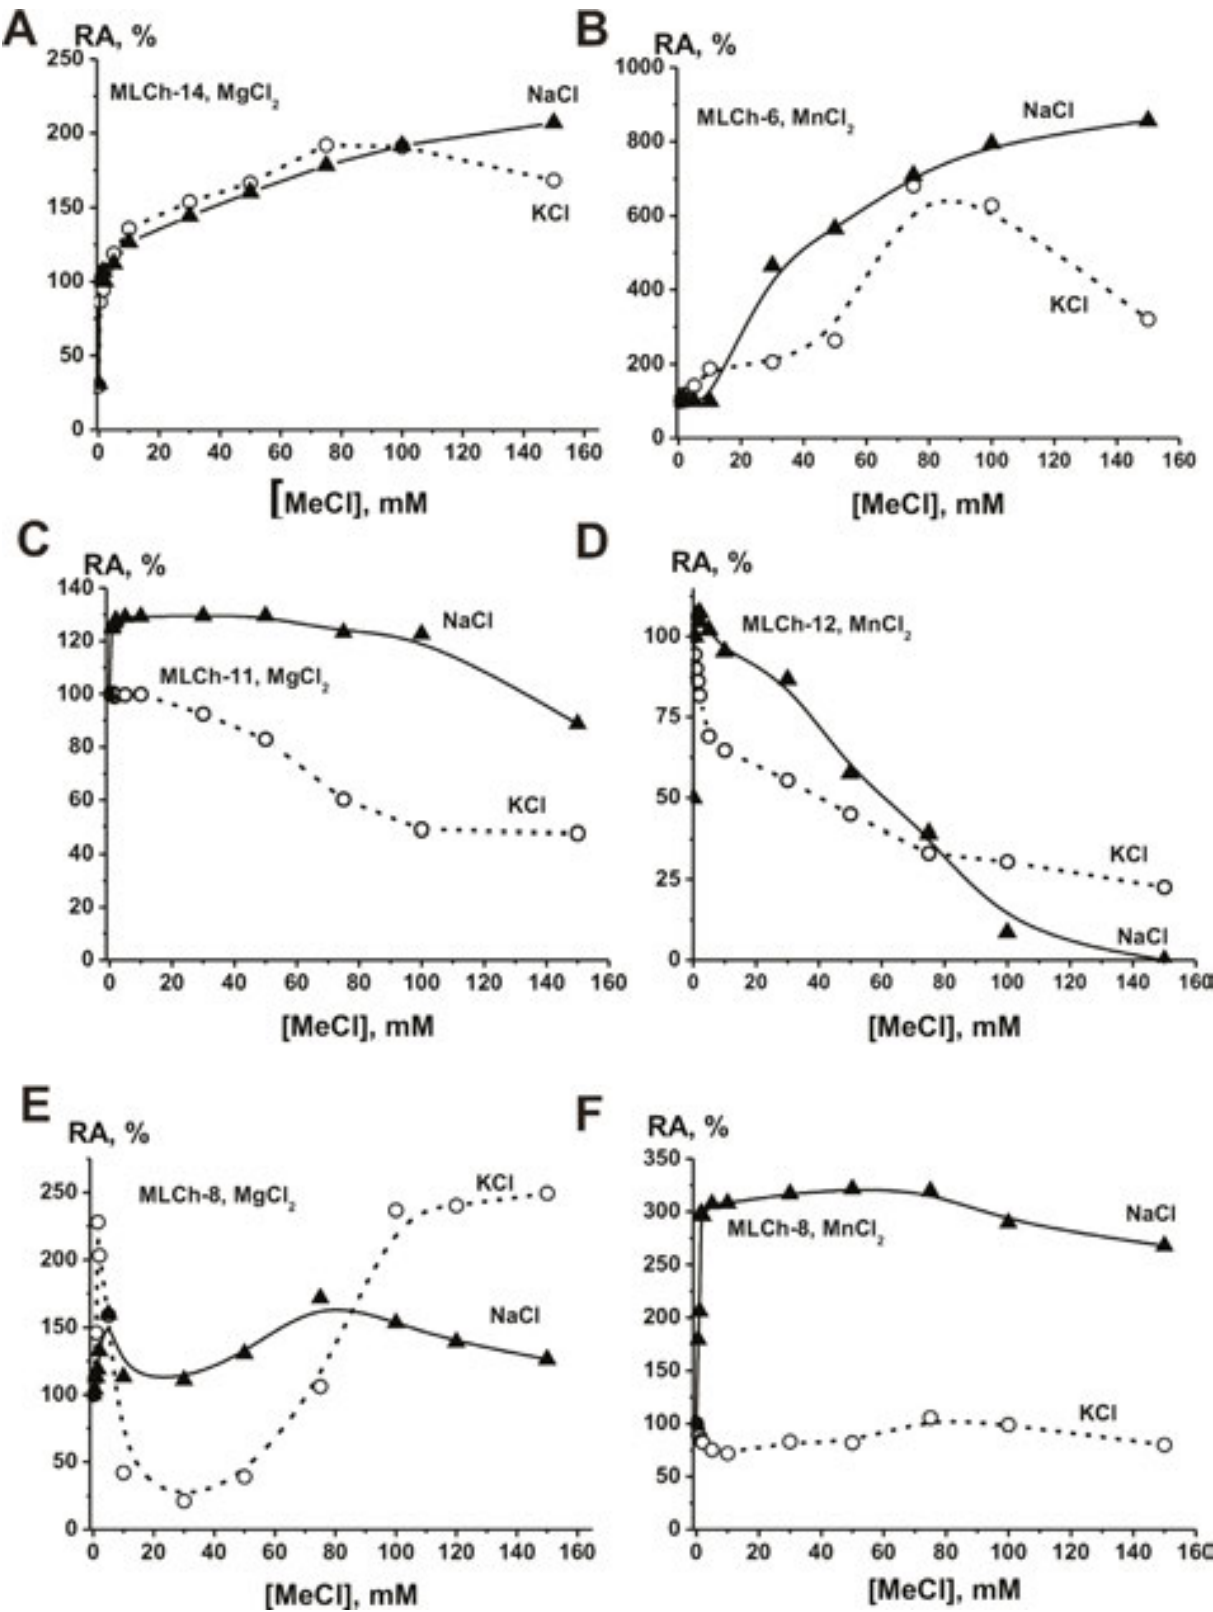 A
RA, %
250
200
150
100
50
0
MLCh-14, MgCl2
NaCl
KCl
0 20 40 60 80 100 120 140 160
[MeCl], mM
B
RA, %
1000
800
600
400
200
0
MLCh-6, MnCl2
NaCl
KCl
0 20 40 60 80 100 120 140 160
[MeCl], mM
C
RA, %
140
120
100
80
60
40
20
0
NaCl
MLCh-11, MgCl2
KCl
0 20 40 60 80 100 120 140 160
[MeCl], mM
D
RA, %
100
75
50
25
0
MLCh-12, MnCl2
KCl
NaCl
0 20 40 60 80 100 120 140 160
[MeCl], mM
E
RA, %
250
200
150
100
50
0
MLCh-8, MgCl2
KCl
NaCl
0 20 40 60 80 100 120 140 160
[MeCl], mM
F
RA, %
350
300
250
200
150
100
50
0
NaCl
MLCh-8, MnCl2
KCl
0 20 40 60 80 100 120 140 160
[MeCl], mM